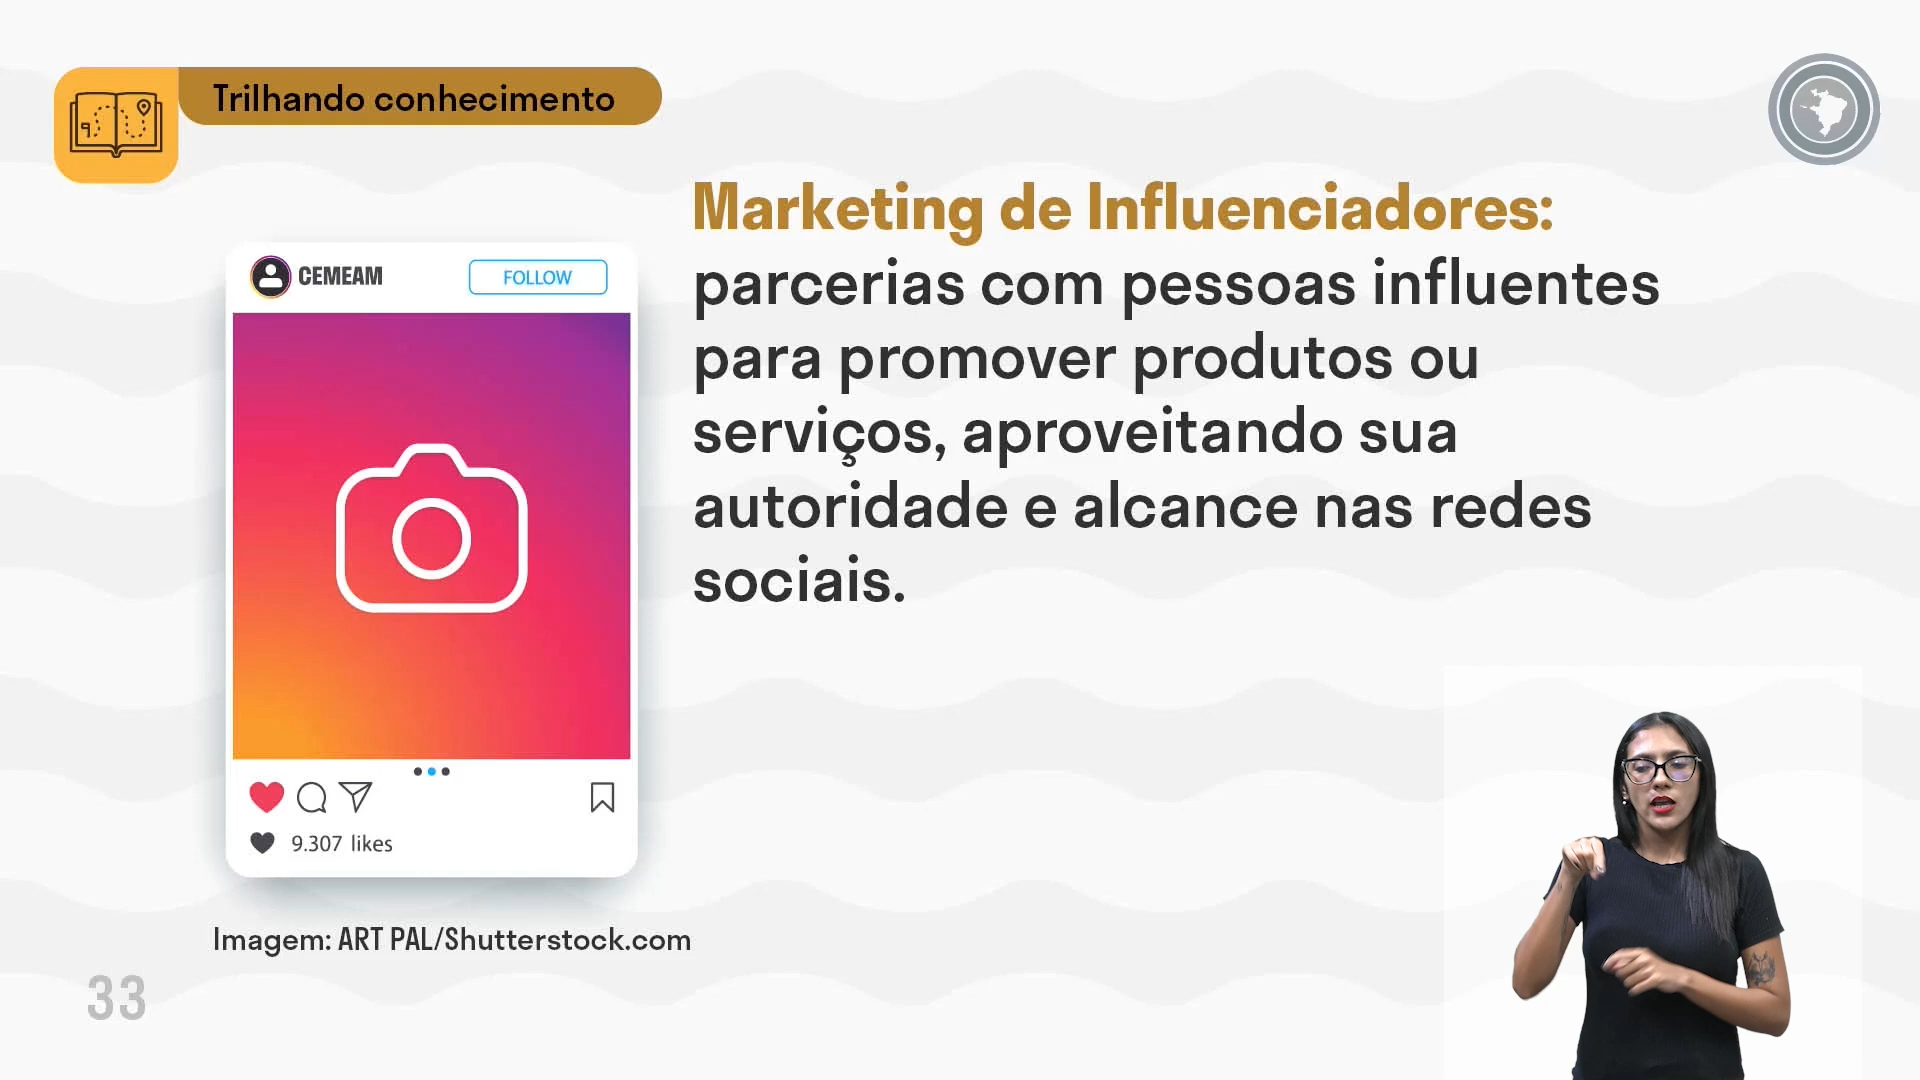 Trilhando conhecimento
Marketing de Influenciadores:
parcerias com pessoas influentes
para promover produtos ou
serviços, aproveitando sua
autoridade e alcance nas redes
sociais.
CEMEAM
FOLLOW
9.307 likes
Imagem: ART PAL/Shutterstock.com
33